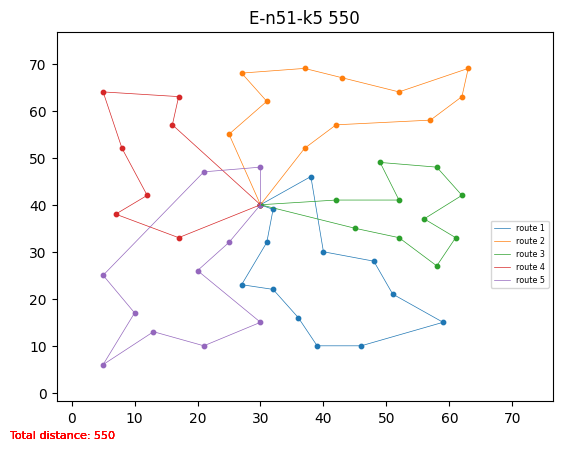 E-n51-k5 550
70
60
50
40
30
20
10
0
route 1
route 2
route 3
route 4
route 5
0 10 20 30 40 50 60 70
Total distance: 550